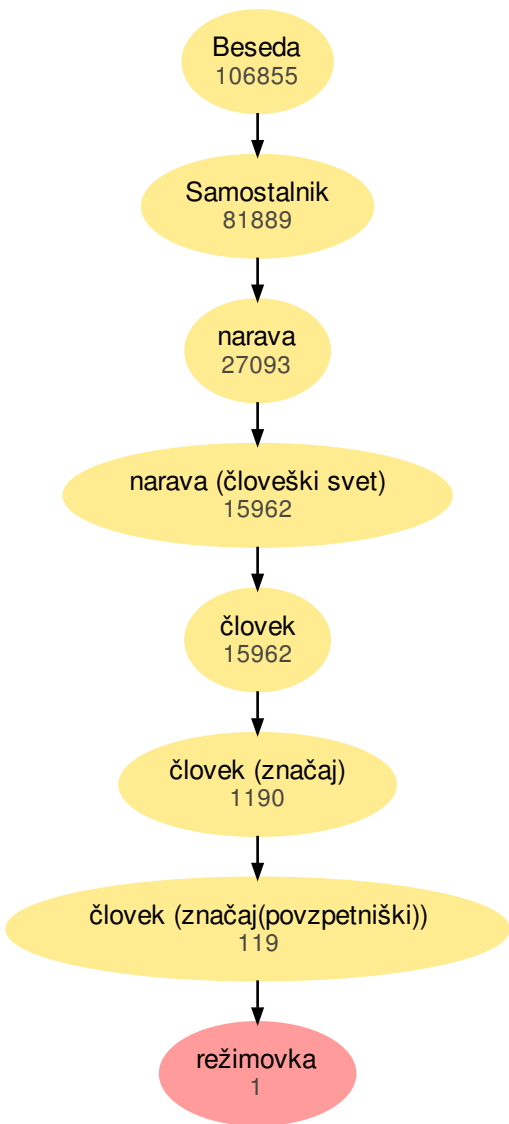 Beseda
106855
Samostalnik
81889
narava
27093
narava (človeški svet)
15962
človek
15962
človek (značaj)
1190
človek (značaj(povzpetniški))
119
režimovka
1